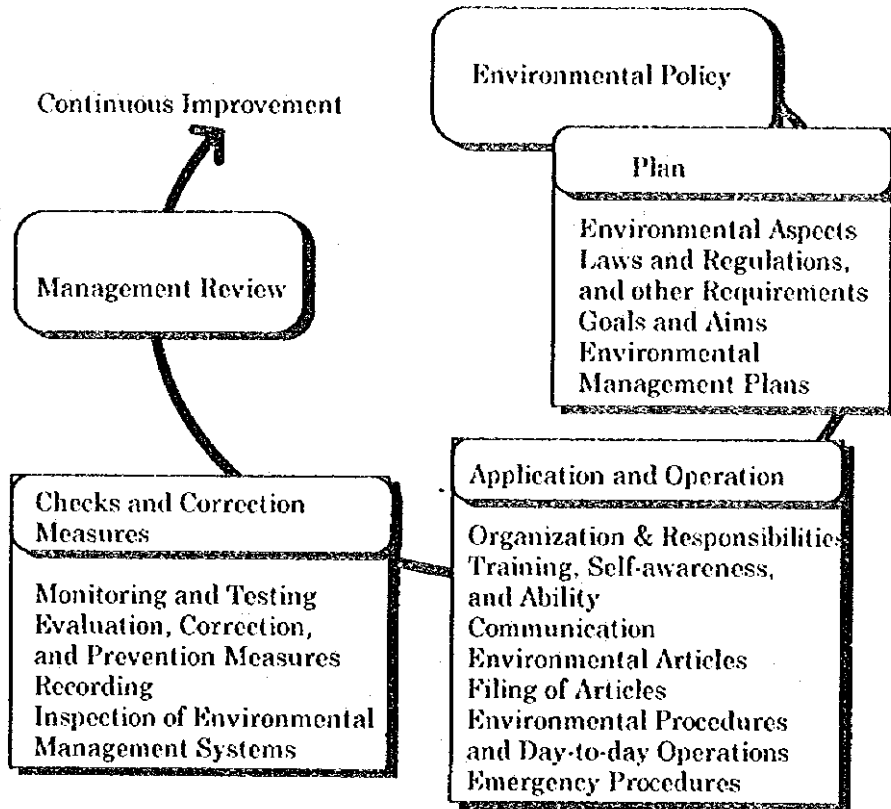 Environmental Policy
Continuous Improvement
Plan
Environmental Aspects
Laws and Regulations,
and other Requirements
Goals and Aims
Environmental
Management Plans
Management Review
Application and Operation
Organization & Responsibilities
Training, Self-awareness,
and Ability
Communication
Environmental Articles
Filing of Articles
Environmental Procedures
and Day-to-day Operations
Emergency Procedures
Checks and Correction
Measures
Monitoring and Testing
Evaluation, Correction,
and Prevention Measures
Recording
Inspection of Environmental
Management Systems